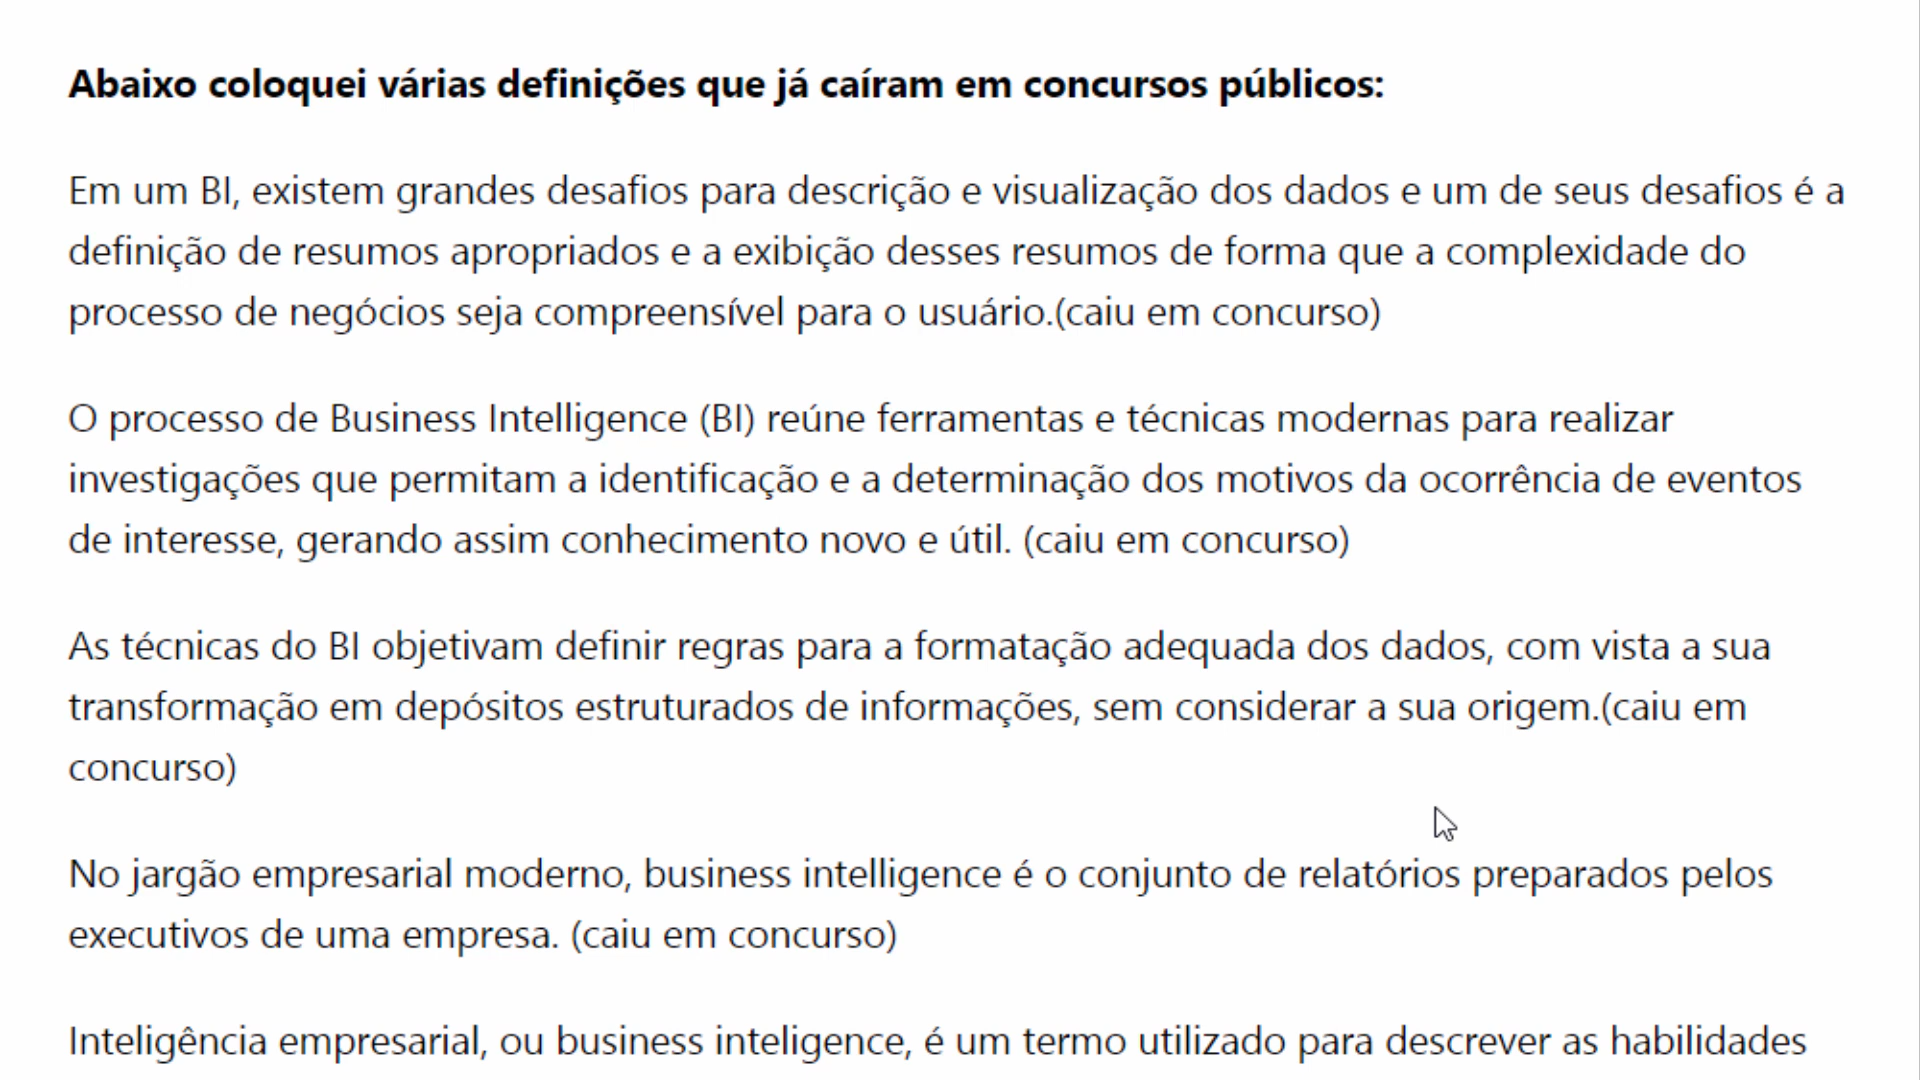 Abaixo coloquei várias definições que já caíram em concursos públicos:
Em um BI, existem grandes desafios para descrição e visualização dos dados e um de seus desafios é a
definição de resumos apropriados e a exibição desses resumos de forma que a complexidade do
processo de negócios seja compreensível para o usuário.(caiu em concurso)
O processo de Business Intelligence (BI) reúne ferramentas e técnicas modernas para realizar
investigações que permitam a identificação e a determinação dos motivos da ocorrência de eventos
de interesse, gerando assim conhecimento novo e útil. (caiu em concurso)
As técnicas do BI objetivam definir regras para a formatação adequada dos dados, com vista a sua
transformação em depósitos estruturados de informações, sem considerar a sua origem.(caiu em
concurso)
No jargão empresarial moderno, business intelligence é o conjunto de relatórios preparados pelos
executivos de uma empresa. (caiu em concurso)
Inteligência empresarial, ou business inteligence, é um termo utilizado para descrever as habilidades